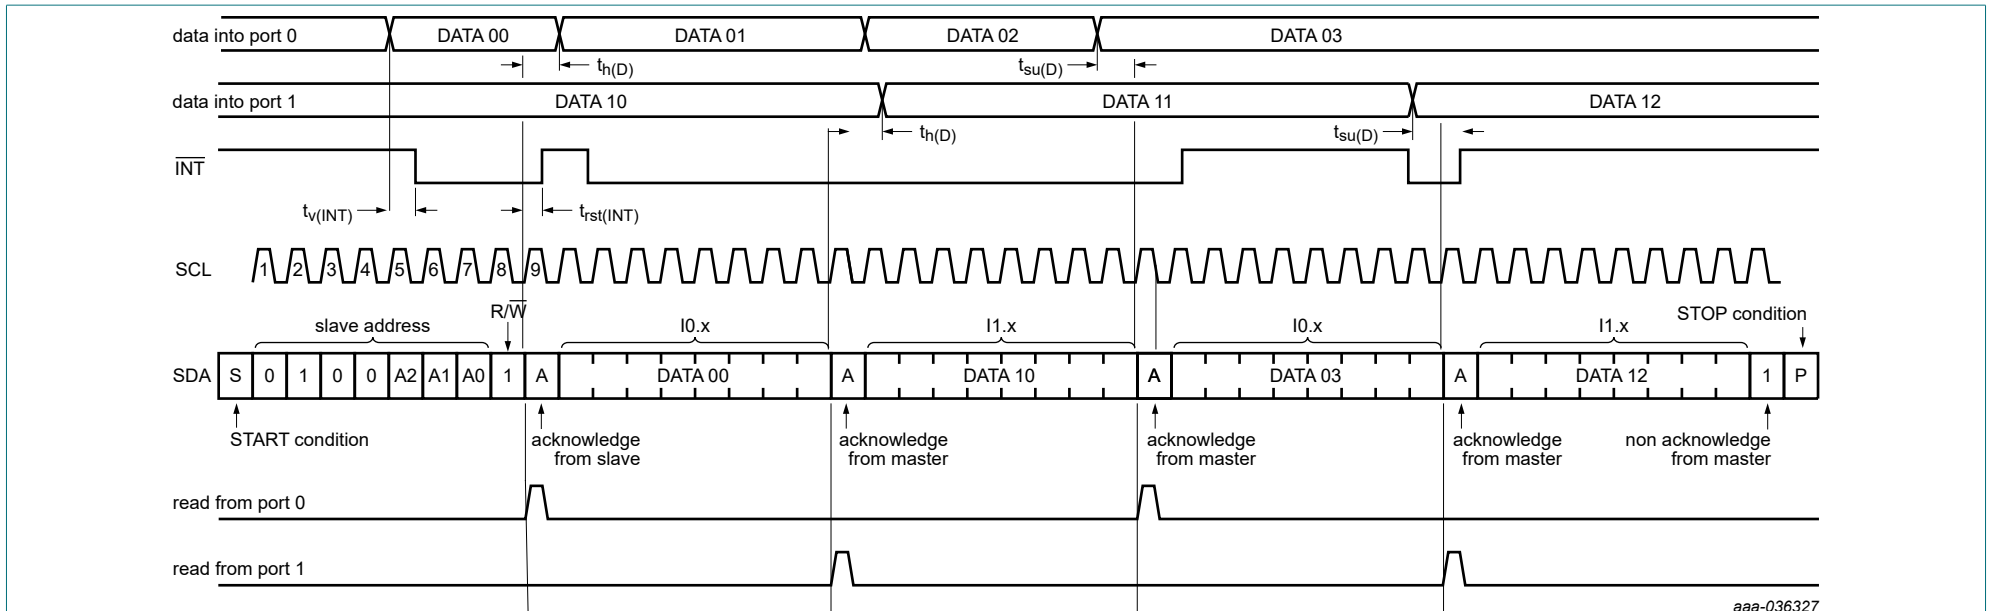 data into port 0 DATA 00 DATA 01 DATA 02 DATA 03
th(D) tsu(D)
data into port 1 DATA 10 DATA 11 DATA 12
th(D) tsu(D)
INT
tv(INT) trst(INT)
SCL 1 2 3 4 5 6 7 8 9
R/W
slave address I0.x I1.x I0.x I1.x STOP condition
SDA S 0 1 0 0 A2 A1 A0 1 A DATA 00 A DATA 10 A DATA 03 A DATA 12 1 P
START condition acknowledge from slave acknowledge from master acknowledge from master acknowledge from master non acknowledge from master
read from port 0
read from port 1
aaa-036327